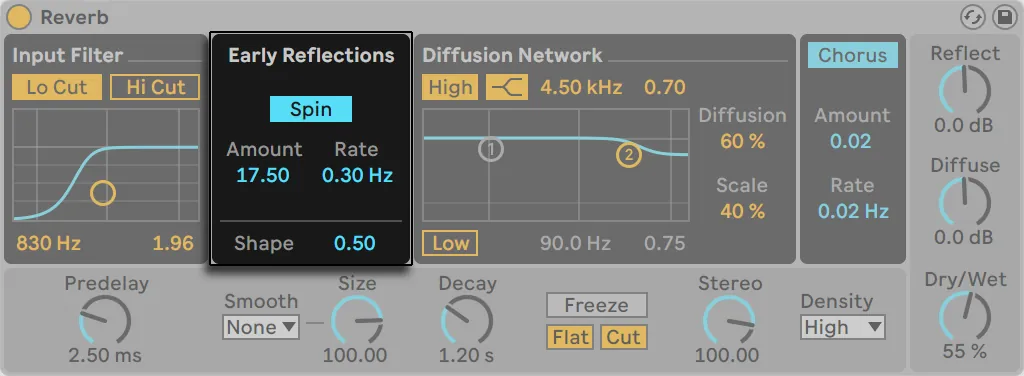 Reverb
Input Filter
Lo Cut Hi Cut
830 Hz 1.96
Early Reflections
Spin
Amount Rate
17.50 0.30 Hz
Shape 0.50
Diffusion Network
High 4.50 kHz 0.70
1
2
Diffusion
60 %
Scale
40 %
Low 90.0 Hz 0.75
Chorus
Amount
0.02
Rate
0.02 Hz
Reflect
0.0 dB
Diffuse
0.0 dB
Dry/Wet
55 %
Predelay
2.50 ms
Smooth
None
Size
100.00
Decay
1.20 s
Freeze
Flat Cut
Stereo
100.00
Density
High